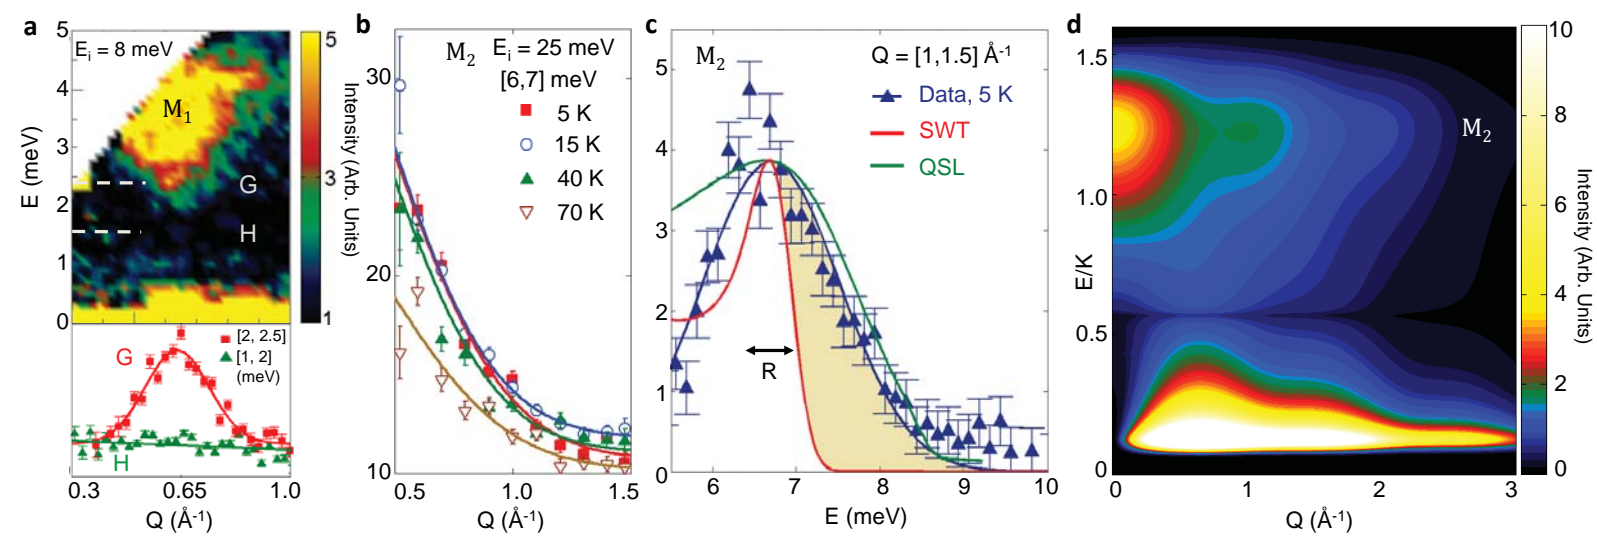 a
E_i = 8 meV
M₁
G
H
5
4
3
2
1
0
E (meV)
5
3
1
Intensity (Arb. Units)
G
H
[2, 2.5]
[1, 2]
(meV)
0.3
0.65
1.0
Q (Å⁻¹)
b
M₂
E_i = 25 meV
[6,7] meV
5 K
15 K
40 K
70 K
30
20
10
0.5
1.0
1.5
Q (Å⁻¹)
c
M₂
Q = [1,1.5] Å⁻¹
Data, 5 K
SWT
QSL
R
5
4
3
2
1
0
6
7
8
9
10
E (meV)
d
M₂
1.5
1.0
0.5
0
E/K
0
1
2
3
Q (Å⁻¹)
10
8
6
4
2
0
Intensity (Arb. Units)